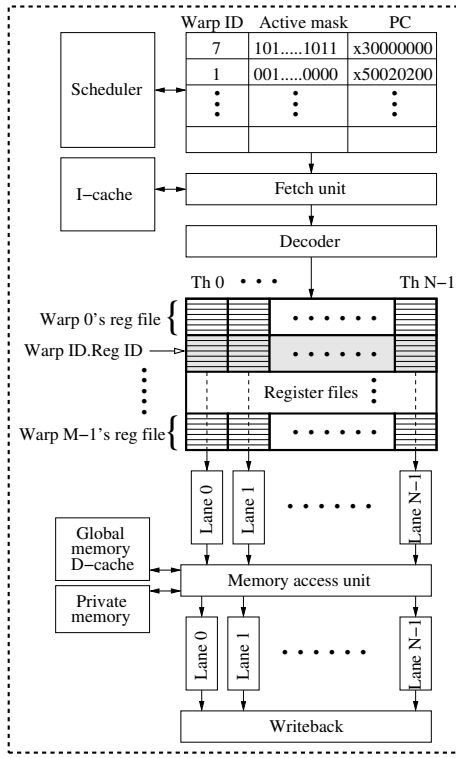 Warp ID Active mask PC
7 101.....1011 x30000000
1 001.....0000 x50020200
Scheduler
I−cache
Fetch unit
Decoder
Th 0 Th N−1
Warp 0's reg file
Warp ID.Reg ID
Register files
Warp M−1's reg file
Lane 0 Lane 1 Lane N−1
Global memory D−cache
Memory access unit
Private memory
Lane 0 Lane 1 Lane N−1
Writeback